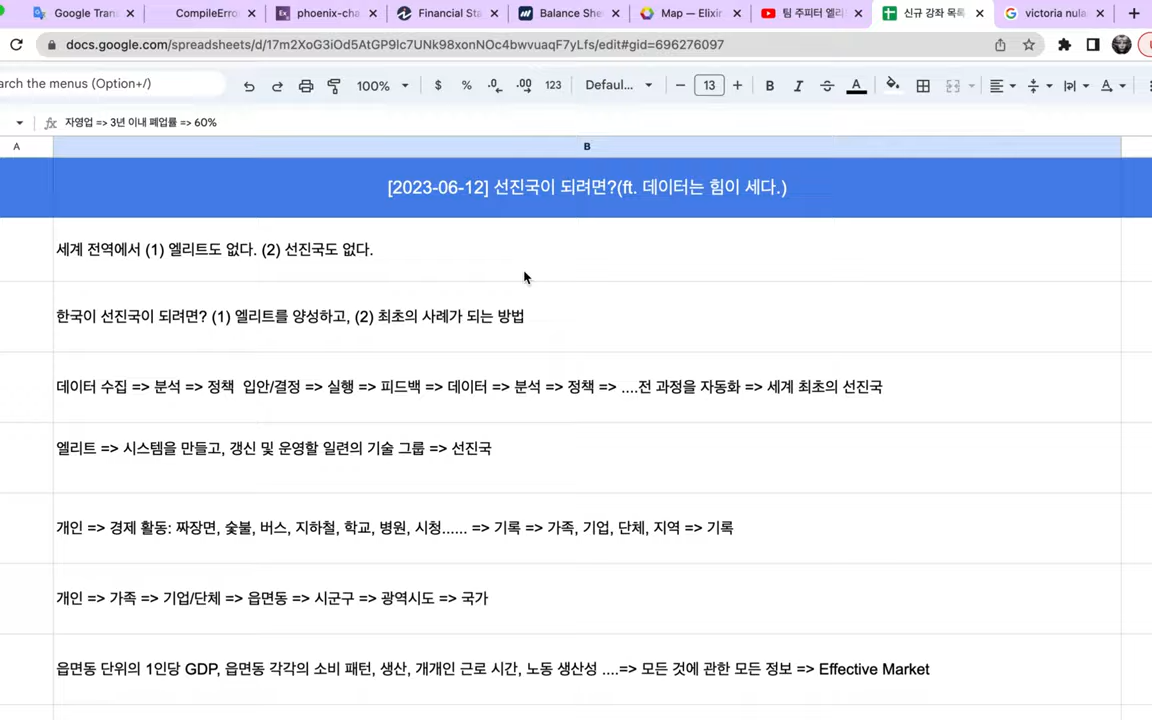 Google Trans
CompileErro
phoenix-cha
Financial Sta
Balance She
Map — Elixir
팀 주피터 엘리
신규 강좌 목록
victoria nula
docs.google.com/spreadsheets/d/17m2XoG3iOd5AtGP9lc7UNk98xonNOc4bwvuaqF7yLfs/edit#gid=696276097
arch the menus (Option+/)
100%
$
%
.0
.00
123
Defaul...
13
B
I
S
A
A
fx 자영업 => 3년 이내 폐업률 => 60%
A
B
[2023-06-12] 선진국이 되려면?(ft. 데이터는 힘이 세다.)
세계 전역에서 (1) 엘리트도 없다. (2) 선진국도 없다.
한국이 선진국이 되려면? (1) 엘리트를 양성하고, (2) 최초의 사례가 되는 방법
데이터 수집 => 분석 => 정책 입안/결정 => 실행 => 피드백 => 데이터 => 분석 => 정책 => ....전 과정을 자동화 => 세계 최초의 선진국
엘리트 => 시스템을 만들고, 갱신 및 운영할 일련의 기술 그룹 => 선진국
개인 => 경제 활동: 짜장면, 숯불, 버스, 지하철, 학교, 병원, 시청...... => 기록 => 가족, 기업, 단체, 지역 => 기록
개인 => 가족 => 기업/단체 => 읍면동 => 시군구 => 광역시도 => 국가
읍면동 단위의 1인당 GDP, 읍면동 각각의 소비 패턴, 생산, 개개인 근로 시간, 노동 생산성 ....=> 모든 것에 관한 모든 정보 => Effective Market